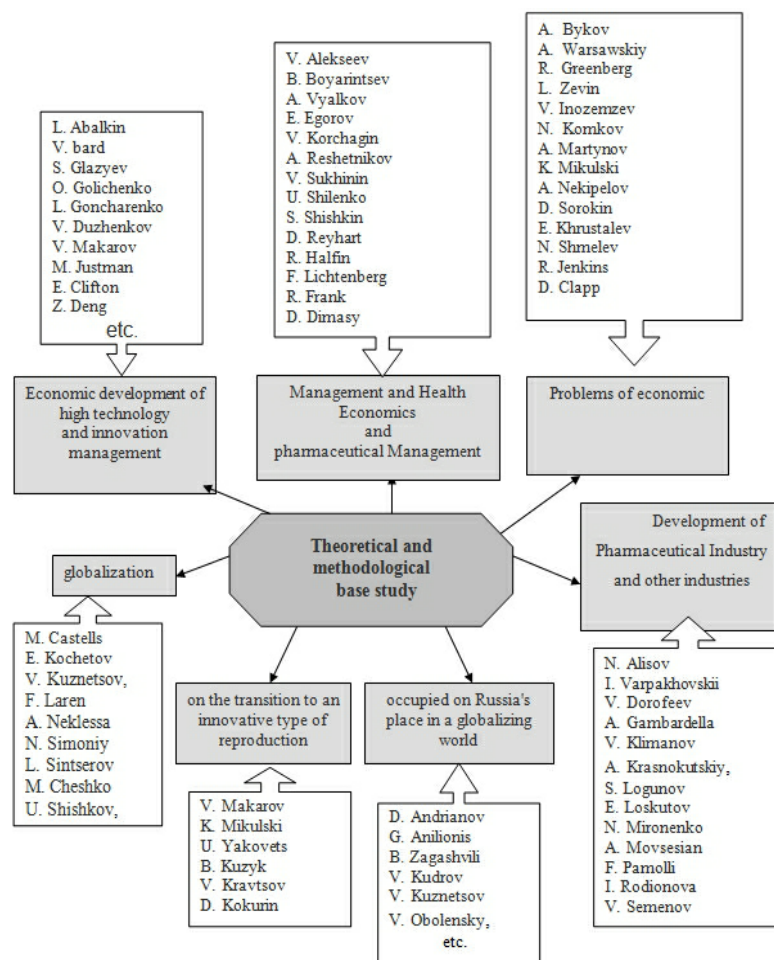 L. Abalkin
V. bard
S. Glazyev
O. Golichenko
L. Goncharenko
V. Duzhenkov
V. Makarov
M. Justman
E. Clifton
Z. Deng
etc.
Economic development of
high technology
and innovation
management
V. Alekseev
B. Boyarintsev
A. Vyalkov
E. Egorov
V. Korchagin
A. Reshetnikov
V. Sukhinin
U. Shilenko
S. Shishkin
D. Reyhart
R. Halfin
F. Lichtenberg
R. Frank
D. Dimasy
Management and Health
Economics
and
pharmaceutical Management
A. Bykov
A. Warsawskiy
R. Greenberg
L. Zevin
V. Inozemzev
N. Komkov
A. Martynov
K. Mikulski
A. Nekipelov
D. Sorokin
E. Khrustalev
N. Shmelev
R. Jenkins
D. Clapp
Problems of economic
Theoretical and
methodological
base study
Development of
Pharmaceutical Industry
and other industries
globalization
M. Castells
E. Kochetov
V. Kuznetsov,
F. Laren
A. Neklessa
N. Simoniy
L. Sintserov
M. Cheshko
U. Shishkov,
on the transition to an
innovative type of
reproduction
V. Makarov
K. Mikulski
U. Yakovets
B. Kuzyk
V. Kravtsov
D. Kokurin
occupied on Russia's
place in a globalizing
world
D. Andrianov
G. Anilionis
B. Zagashvili
V. Kudrov
V. Kuznetsov
V. Obolensky,
etc.
N. Alisov
I. Varpakhovskii
V. Dorofeev
A. Gambardella
V. Klimanov
A. Krasnokutskiy,
S. Logunov
E. Loskutov
N. Mironenko
A. Movsesian
F. Pamolli
I. Rodionova
V. Semenov